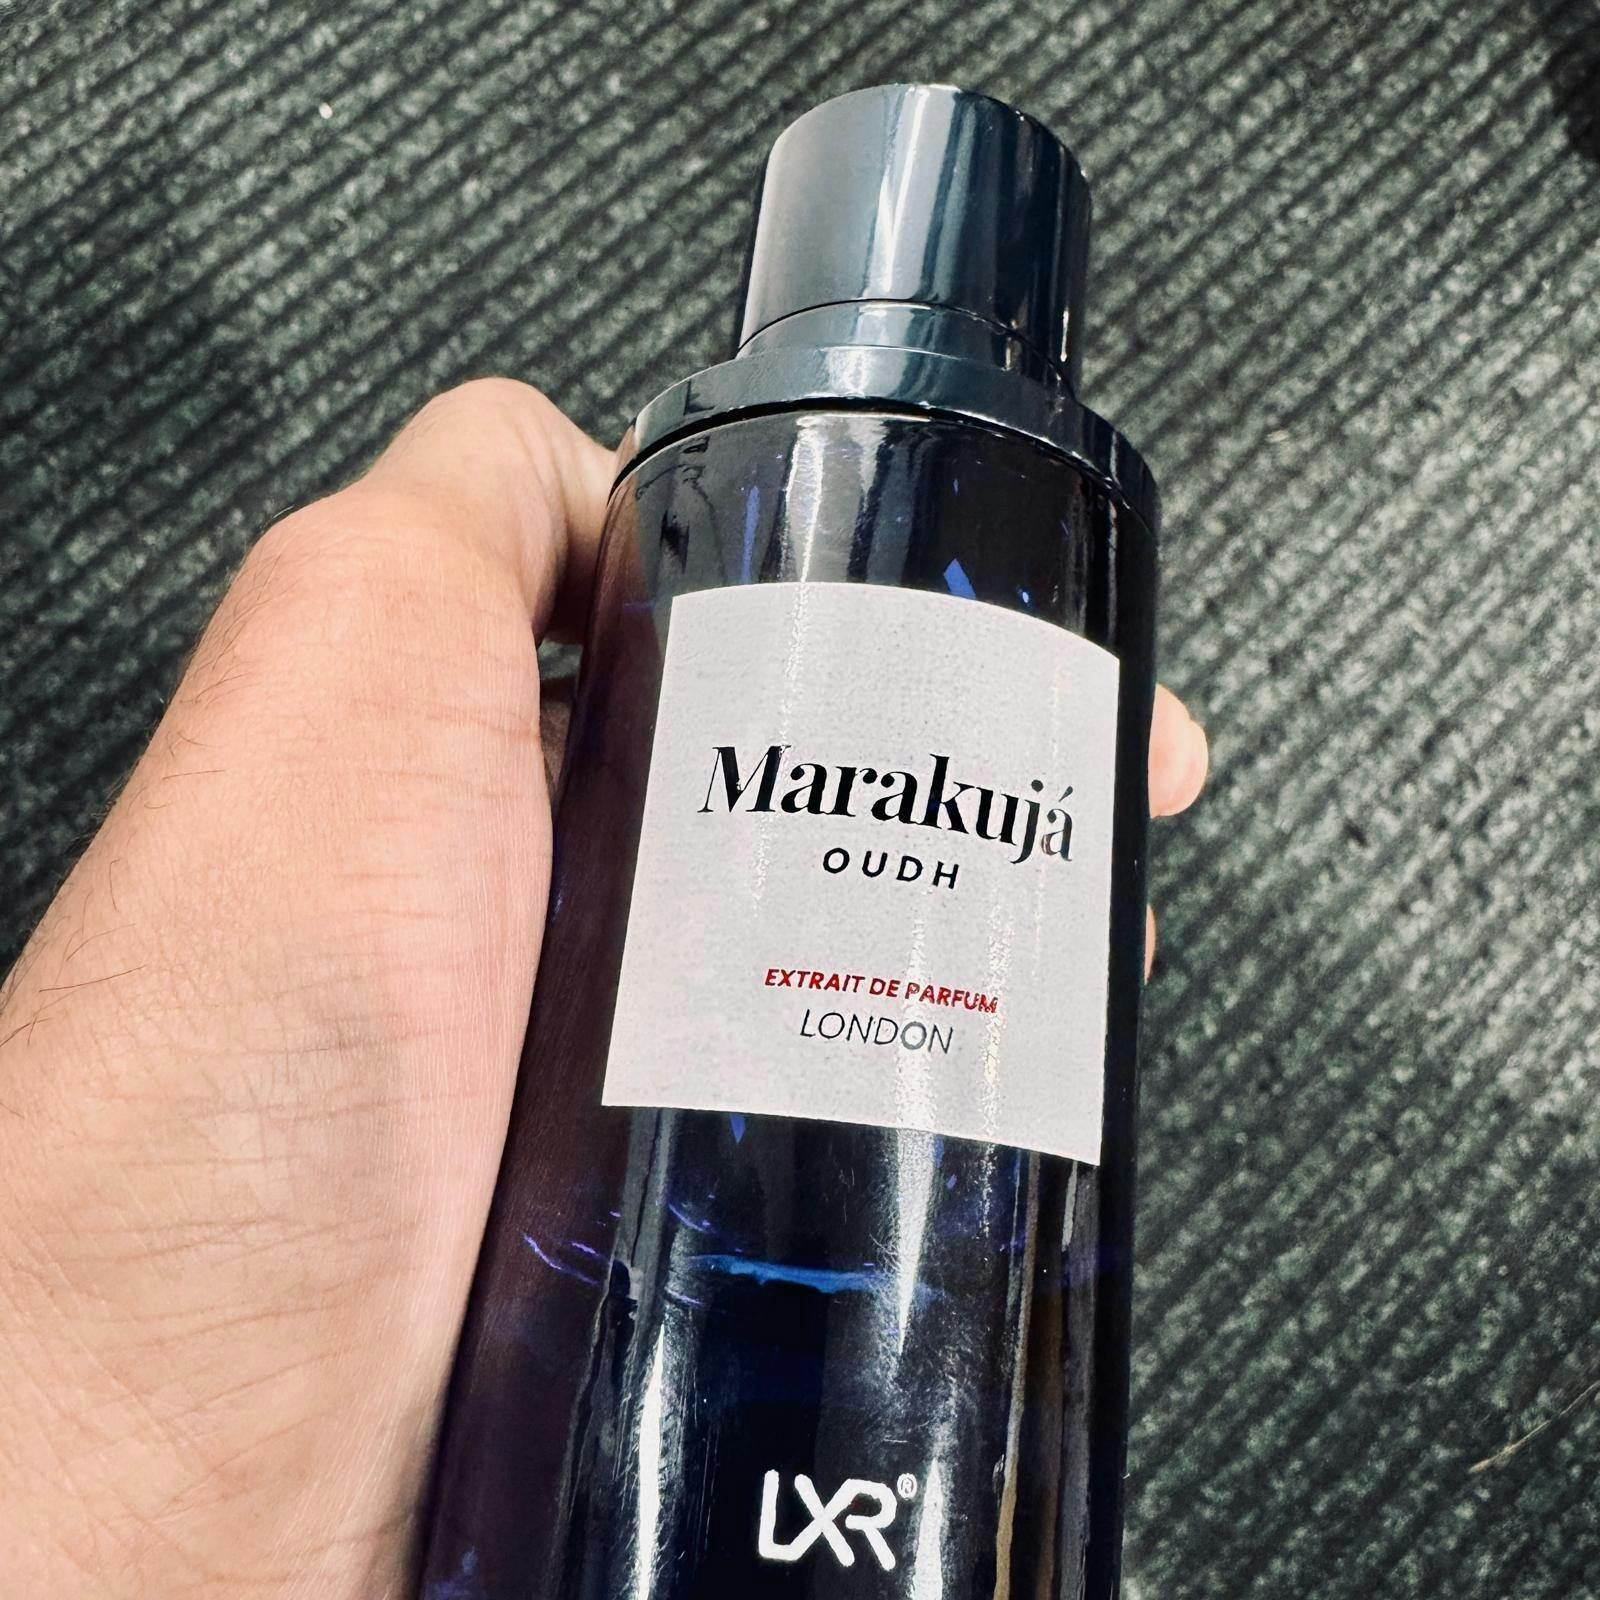 Marakujá
OUDH
EXTRAIT DE PARFUM
LONDON
LXR®